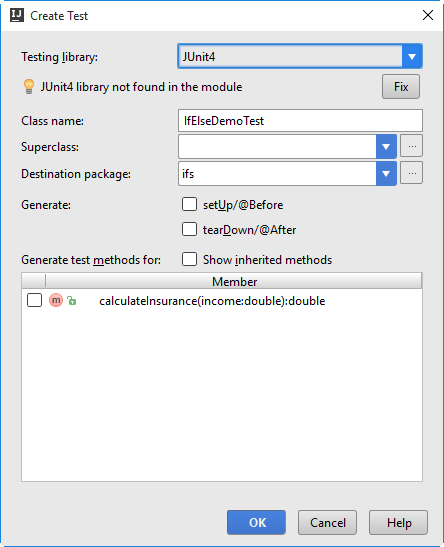 IJ Create Test
Testing library: JUnit4
JUnit4 library not found in the module Fix
Class name: IfElseDemoTest
Superclass: ...
Destination package: ifs ...
Generate: setUp/@Before
tearDown/@After
Generate test methods for: Show inherited methods
Member
m calculateInsurance(income:double):double
OK Cancel Help